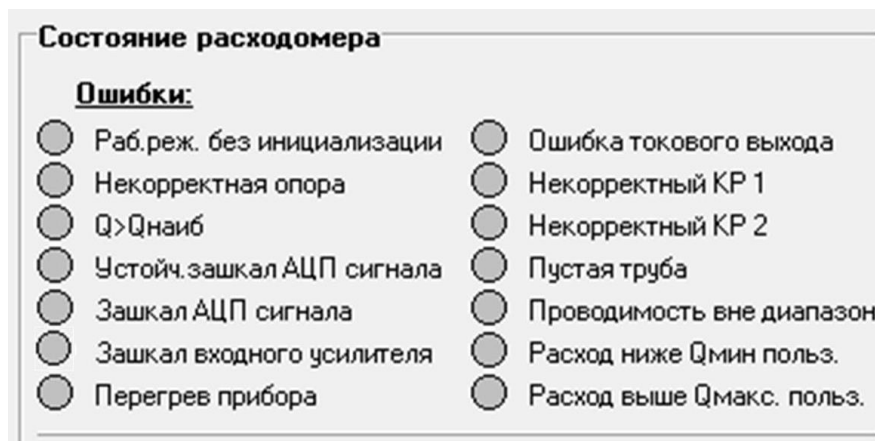 Состояние расходомера
Ошибки:
Раб.реж. без инициализации
Некорректная опора
Q>Qнаиб
Устойч.зашкал АЦП сигнала
Зашкал АЦП сигнала
Зашкал входного усилителя
Перегрев прибора
Ошибка токового выхода
Некорректный КР 1
Некорректный КР 2
Пустая труба
Проводимость вне диапазон
Расход ниже Qмин польз.
Расход выше Qмакс. польз.